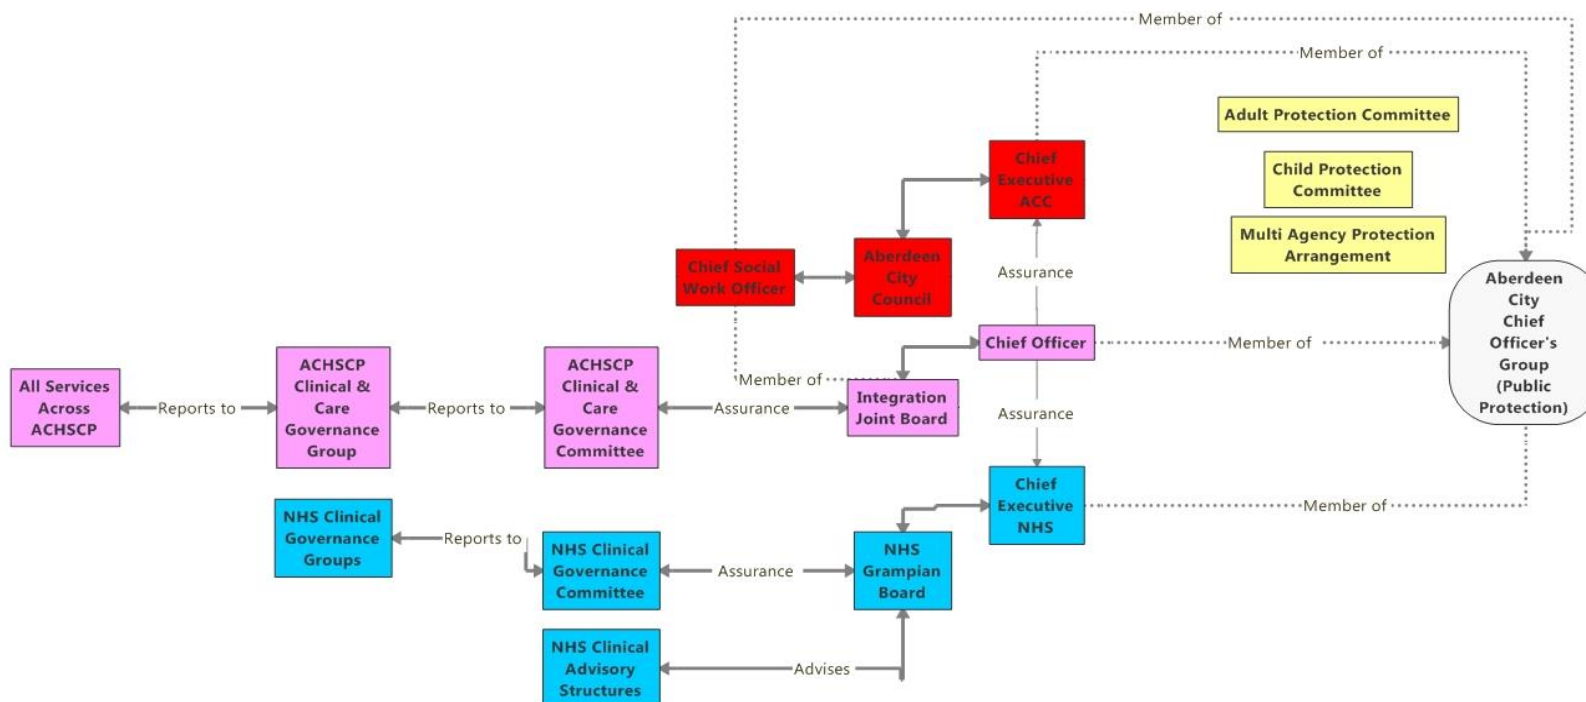 Member of
Member of
Adult Protection Committee
Chief
Executive
ACC
Child Protection
Committee
Multi Agency Protection
Arrangement
Chief Social
Work Officer
Aberdeen
City
Council
Assurance
Aberdeen
City
Chief
Officer's
Group
(Public
Protection)
Chief Officer
Member of
All Services
Across
ACHSCP
Reports to
ACHSCP
Clinical &
Care
Governance
Group
Reports to
ACHSCP
Clinical &
Care
Governance
Committee
Assurance
Member of
Integration
Joint Board
Assurance
Chief
Executive
NHS
Member of
NHS Clinical
Governance
Groups
Reports to
NHS Clinical
Governance
Committee
Assurance
NHS
Grampian
Board
NHS Clinical
Advisory
Structures
Advises